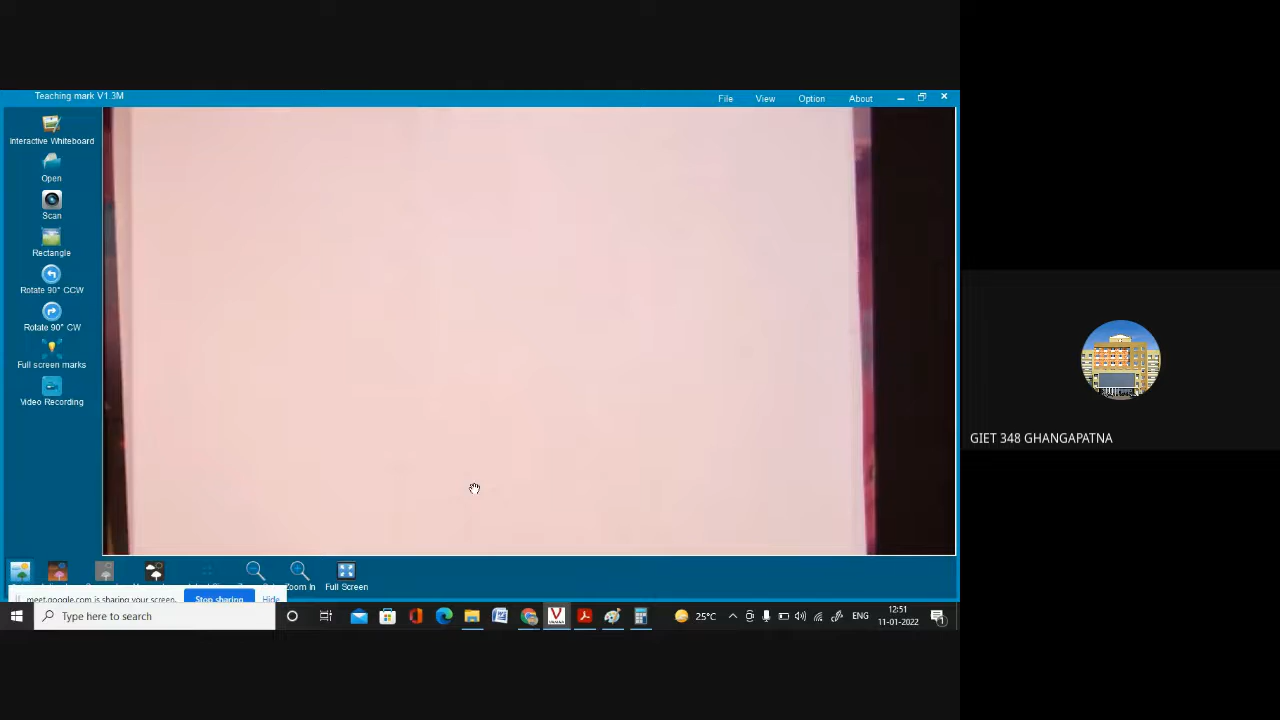 Teaching mark V1.3M
File View Option About
Interactive Whiteboard
Open
Scan
Rectangle
Rotate 90° CCW
Rotate 90° CW
Full screen marks
Video Recording
GIET 348 GHANGAPATNA
Zoom In
Full Screen
meet.google.com is sharing your screen.
Stop sharing
Hide
Type here to search
25°C
ENG
12:51
11-01-2022